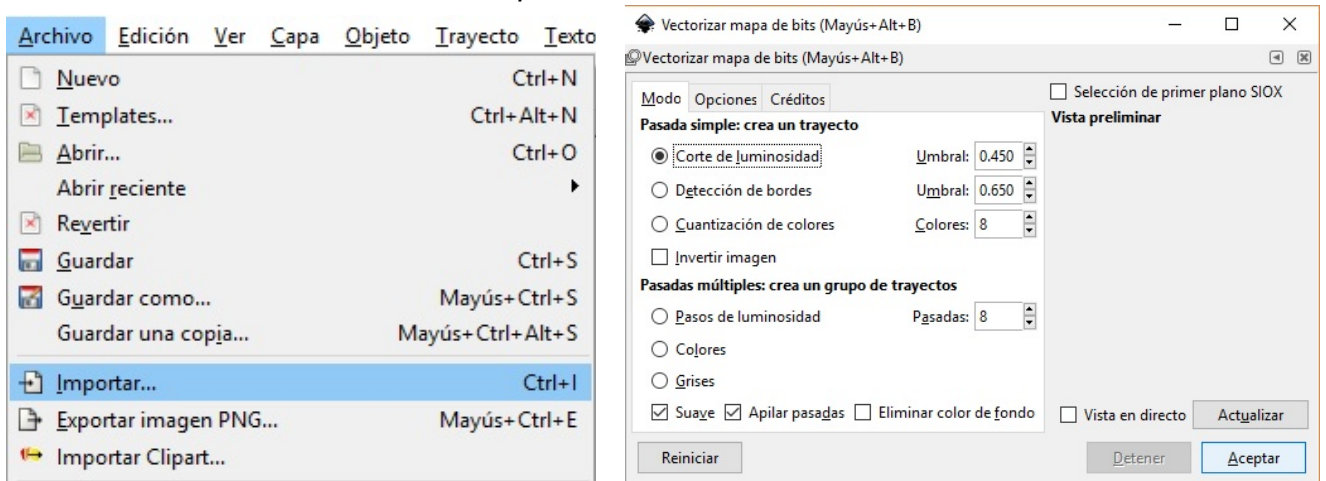 Archivo Edición Ver Capa Objeto Trayecto Texto
Nuevo Ctrl+N
Templates... Ctrl+Alt+N
Abrir... Ctrl+O
Abrir reciente
Revertir
Guardar Ctrl+S
Guardar como... Mayús+Ctrl+S
Guardar una copia... Mayús+Ctrl+Alt+S
Importar... Ctrl+I
Exportar imagen PNG... Mayús+Ctrl+E
Importar Clipart...
Vectorizar mapa de bits (Mayús+Alt+B)
Vectorizar mapa de bits (Mayús+Alt+B)
Modo Opciones Créditos
Pasada simple: crea un trayecto
Corte de luminosidad Umbral: 0.450
Detección de bordes Umbral: 0.650
Cuantización de colores Colores: 8
Invertir imagen
Pasadas múltiples: crea un grupo de trayectos
Pasos de luminosidad Pasadas: 8
Colores
Grises
Suave Apilar pasadas Eliminar color de fondo
Selección de primer plano SIOX
Vista preliminar
Vista en directo Actualizar
Reiniciar Detener Aceptar